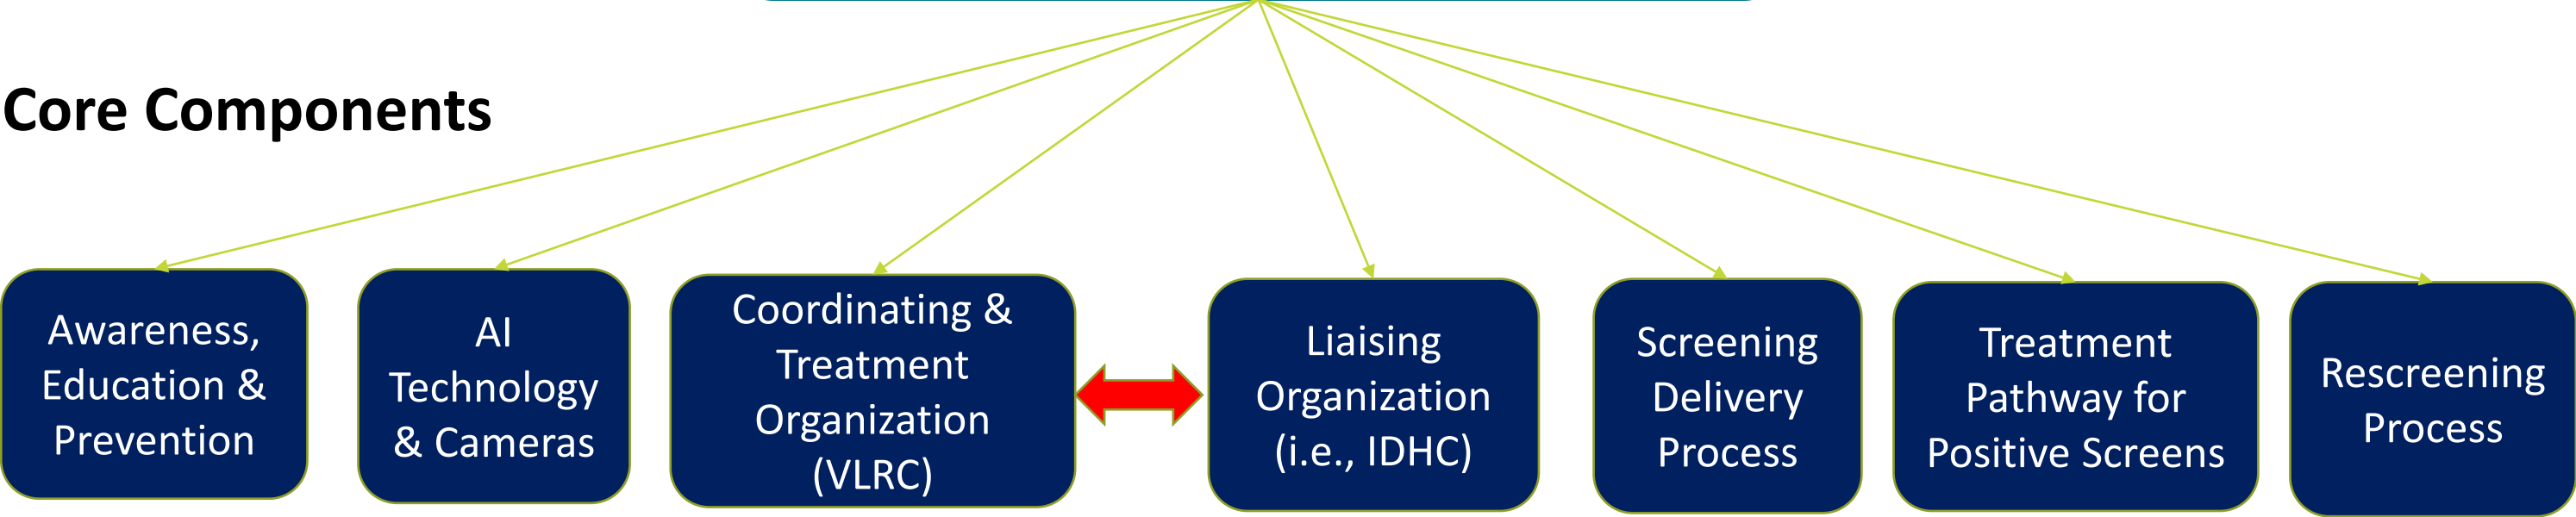 Core Components
Awareness,
Education &
Prevention
AI
Technology
& Cameras
Coordinating &
Treatment
Organization
(VLRC)
Liaising
Organization
(i.e., IDHC)
Screening
Delivery
Process
Treatment
Pathway for
Positive Screens
Rescreening
Process